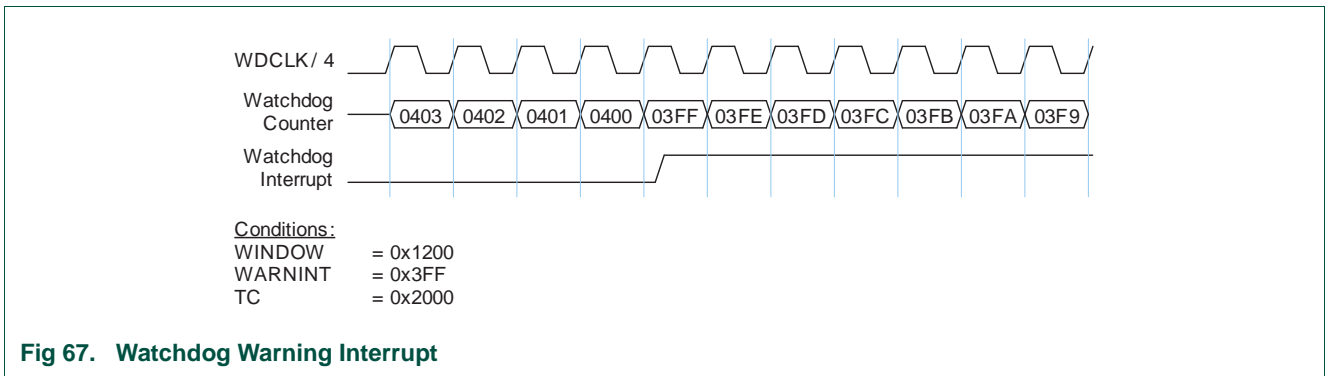 WDCLK / 4
Watchdog
Counter
0403 0402 0401 0400 03FF 03FE 03FD 03FC 03FB 03FA 03F9
Watchdog
Interrupt
Conditions:
WINDOW = 0x1200
WARNINT = 0x3FF
TC = 0x2000
Fig 67. Watchdog Warning Interrupt